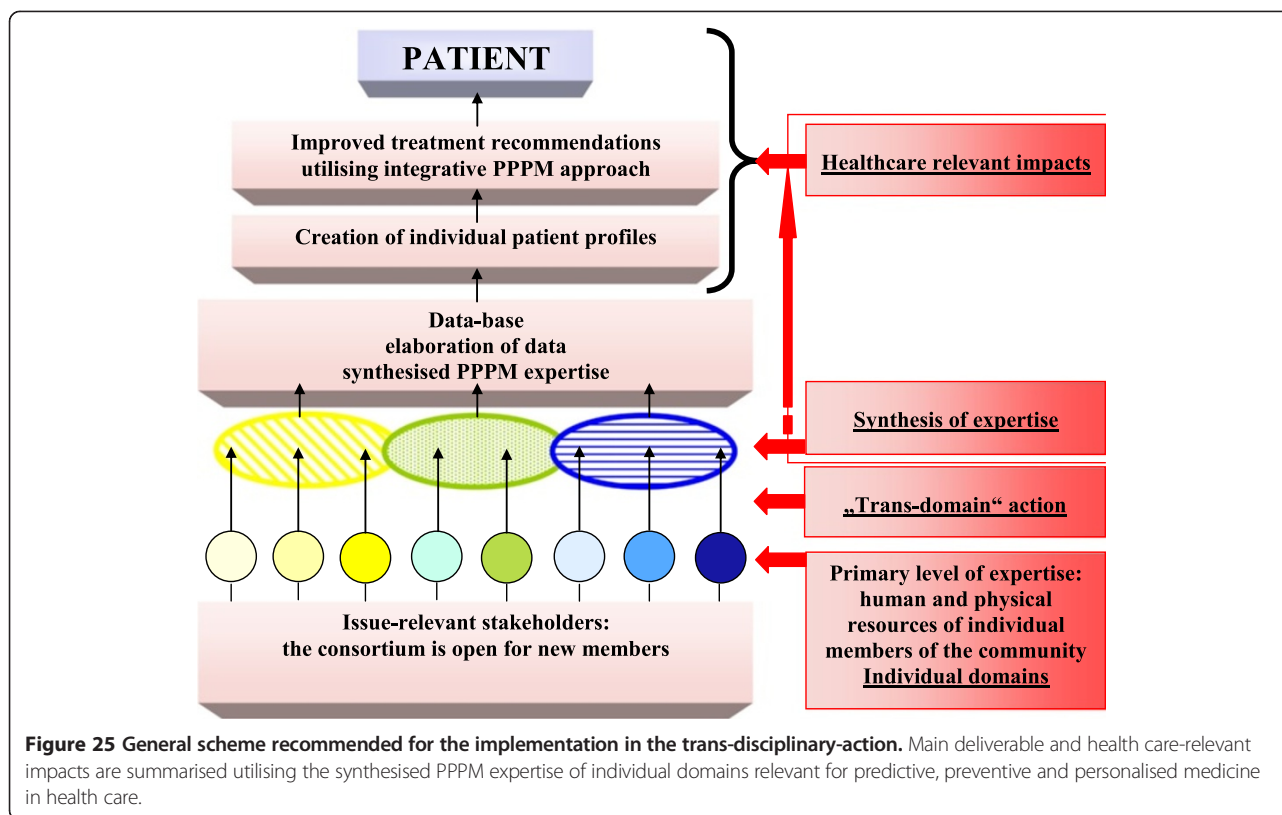 PATIENT
Improved treatment recommendations
utilising integrative PPPM approach
Creation of individual patient profiles
Data-base
elaboration of data
synthesised PPPM expertise
Issue-relevant stakeholders:
the consortium is open for new members
Healthcare relevant impacts
Synthesis of expertise
„Trans-domain“ action
Primary level of expertise:
human and physical
resources of individual
members of the community
Individual domains
Figure 25 General scheme recommended for the implementation in the trans-disciplinary-action. Main deliverable and health care-relevant
impacts are summarised utilising the synthesised PPPM expertise of individual domains relevant for predictive, preventive and personalised medicine
in health care.